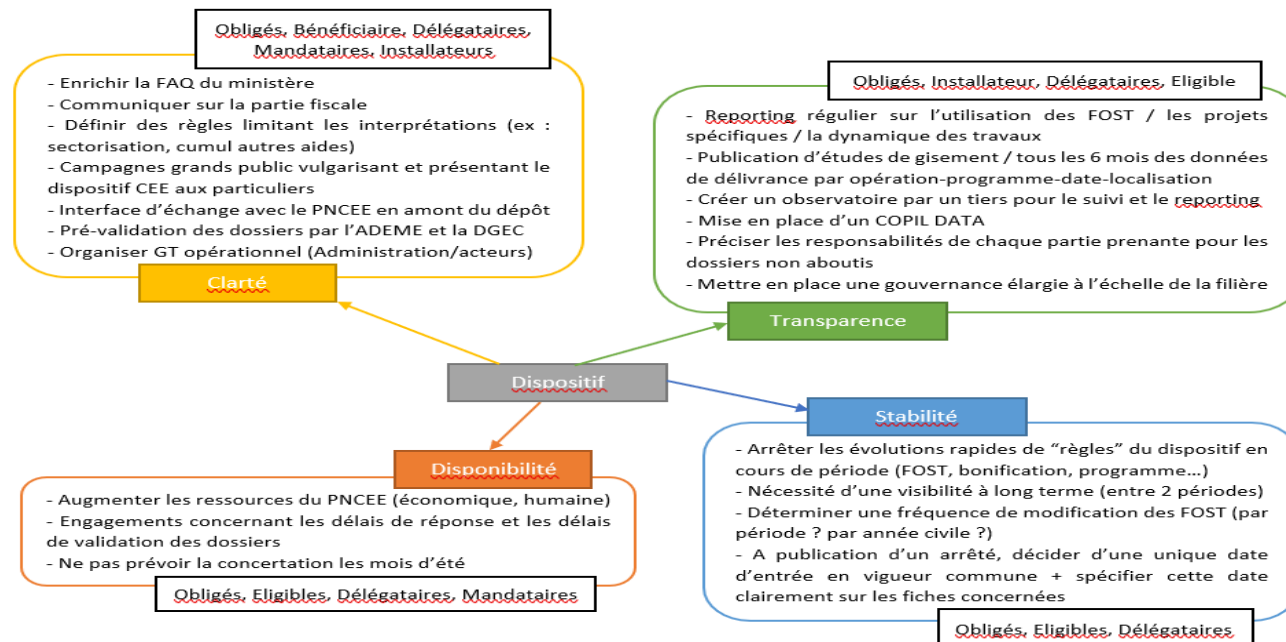 Obligés, Bénéficiaire, Délégataires,
Mandataires, Installateurs
- Enrichir la FAQ du ministère
- Communiquer sur la partie fiscale
- Définir des règles limitant les interprétations (ex :
sectorisation, cumul autres aides)
- Campagnes grands public vulgarisant et présentant le
dispositif CEE aux particuliers
- Interface d’échange avec le PNCEE en amont du dépôt
- Pré-validation des dossiers par l’ADEME et la DGEC
- Organiser GT opérationnel (Administration/acteurs)
Clarté
Obligés, Installateur, Délégataires, Eligible
- Reporting régulier sur l’utilisation des FOST / les projets
spécifiques / la dynamique des travaux
- Publication d’études de gisement / tous les 6 mois des données
de délivrance par opération-programme-date-localisation
- Créer un observatoire par un tiers pour le suivi et le reporting
- Mise en place d’un COPIL DATA
- Préciser les responsabilités de chaque partie prenante pour les
dossiers non aboutis
- Mettre en place une gouvernance élargie à l’échelle de la filière
Transparence
Dispositif
Disponibilité
- Augmenter les ressources du PNCEE (économique, humaine)
- Engagements concernant les délais de réponse et les délais
de validation des dossiers
- Ne pas prévoir la concertation les mois d’été
Obligés, Eligibles, Délégataires, Mandataires
Stabilité
- Arrêter les évolutions rapides de “règles” du dispositif en
cours de période (FOST, bonification, programme…)
- Nécessité d’une visibilité à long terme (entre 2 périodes)
- Déterminer une fréquence de modification des FOST (par
période ? par année civile ?)
- A publication d’un arrêté, décider d’une unique date
d’entrée en vigueur commune + spécifier cette date
clairement sur les fiches concernées
Obligés, Eligibles, Délégataires